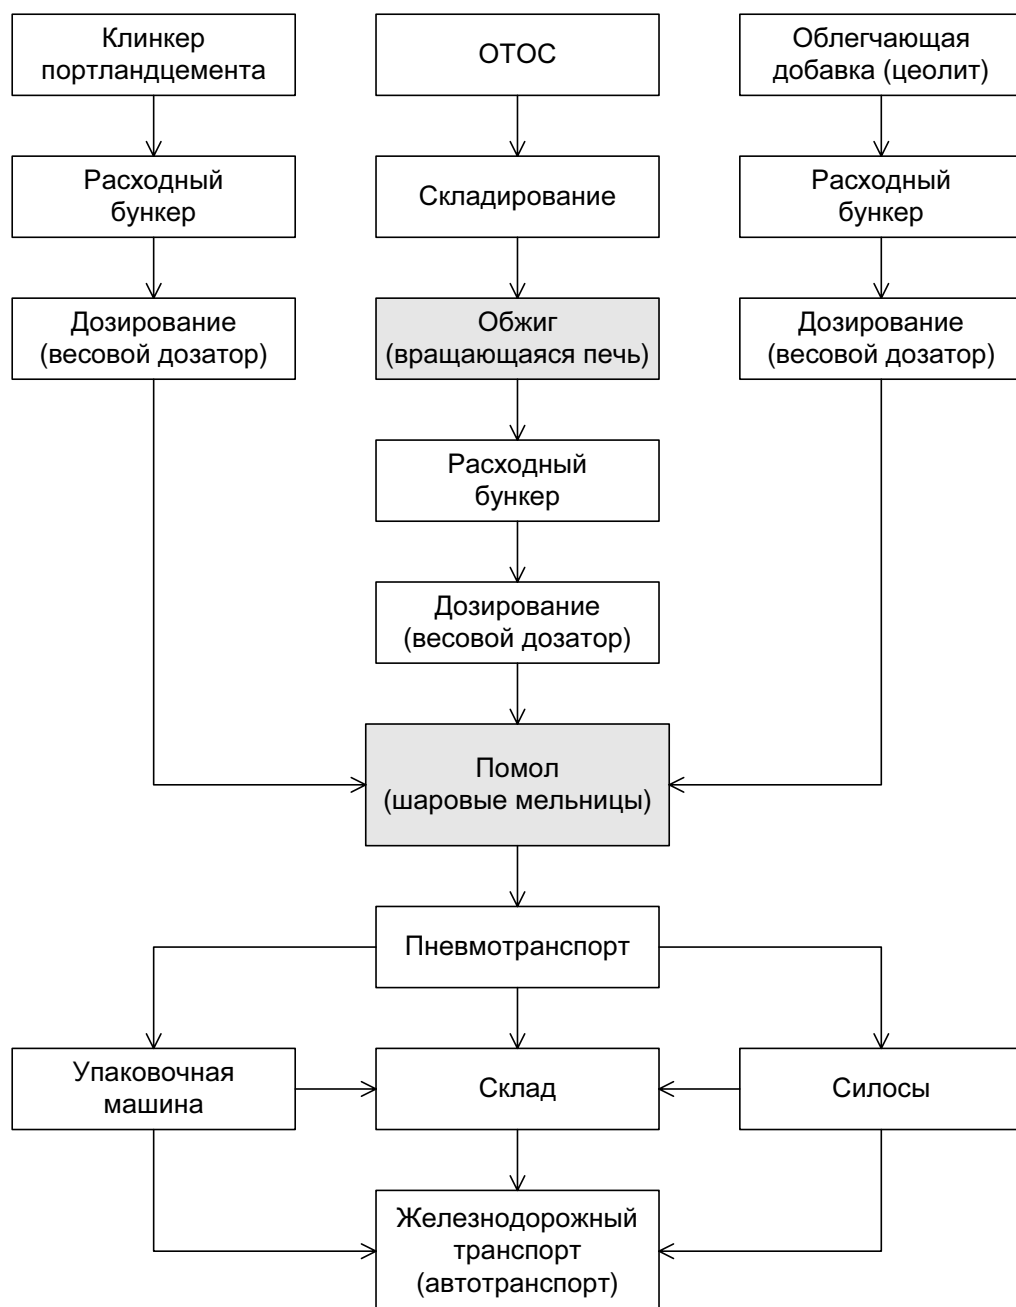 Клинкер
портландцемента
ОТОС
Облегчающая
добавка (цеолит)
Расходный
бункер
Складирование
Расходный
бункер
Дозирование
(весовой дозатор)
Обжиг
(вращающаяся печь)
Дозирование
(весовой дозатор)
Расходный
бункер
Дозирование
(весовой дозатор)
Помол
(шаровые мельницы)
Пневмотранспорт
Упаковочная
машина
Склад
Силосы
Железнодорожный
транспорт
(автотранспорт)